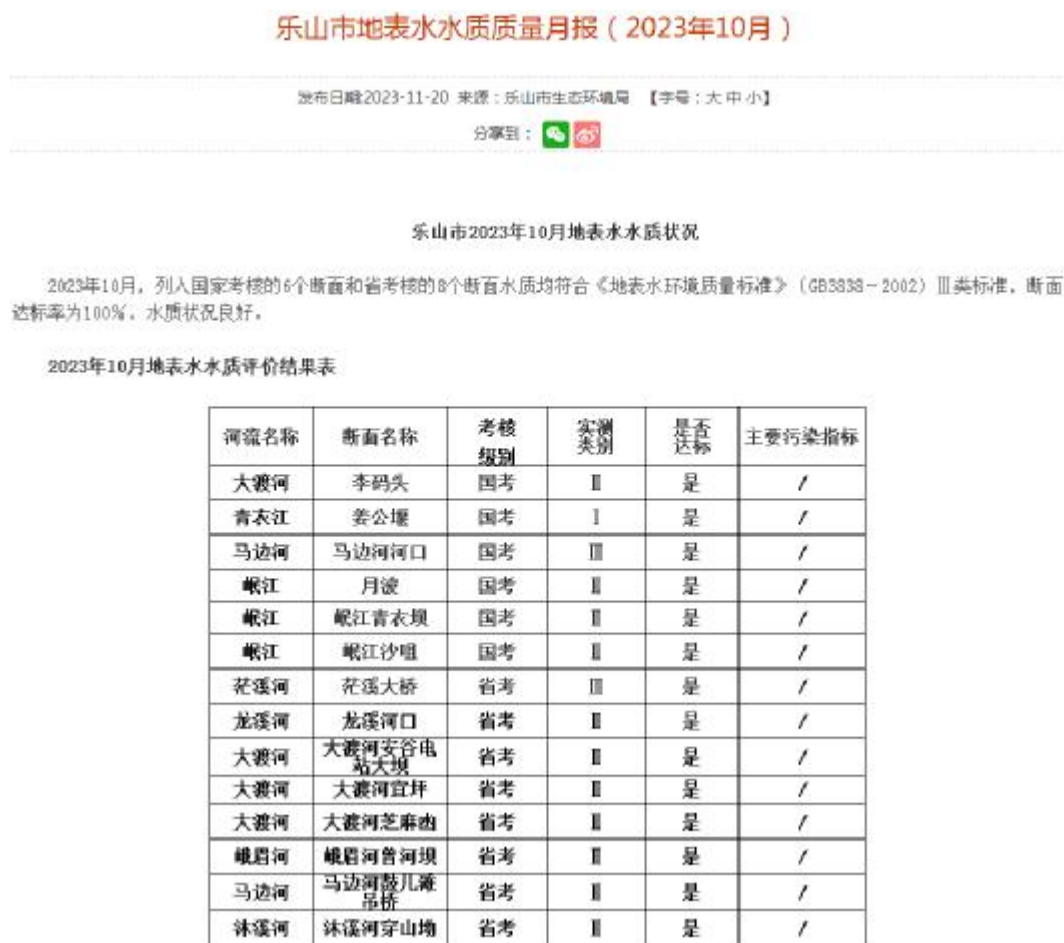 乐山市地表水水质质量月报（2023年10月）
发布日期:2023-11-20 来源：乐山市生态环境局 【字号：大 中 小】
分享到：
乐山市2023年10月地表水水质状况
2023年10月，列入国家考核的6个断面和省考核的8个断面水质均符合《地表水环境质量标准》（GB3838－2002）Ⅲ类标准，断面
达标率为100%，水质状况良好。
2023年10月地表水水质评价结果表
河流名称 断面名称 考核级别 实测类别 是否达标 主要污染指标
大渡河 李码头 国考 Ⅱ 是 /
青衣江 姜公堰 国考 Ⅰ 是 /
马边河 马边河河口 国考 Ⅲ 是 /
岷江 月波 国考 Ⅱ 是 /
岷江 岷江青衣坝 国考 Ⅱ 是 /
岷江 岷江沙咀 国考 Ⅱ 是 /
茫溪河 茫溪大桥 省考 Ⅲ 是 /
龙溪河 龙溪河口 省考 Ⅱ 是 /
大渡河 大渡河安谷电站大坝 省考 Ⅱ 是 /
大渡河 大渡河宜坪 省考 Ⅱ 是 /
大渡河 大渡河芝麻凼 省考 Ⅱ 是 /
峨眉河 峨眉河曾河坝 省考 Ⅱ 是 /
马边河 马边河鼓儿滩吊桥 省考 Ⅱ 是 /
沐溪河 沐溪河穿山坳 省考 Ⅱ 是 /